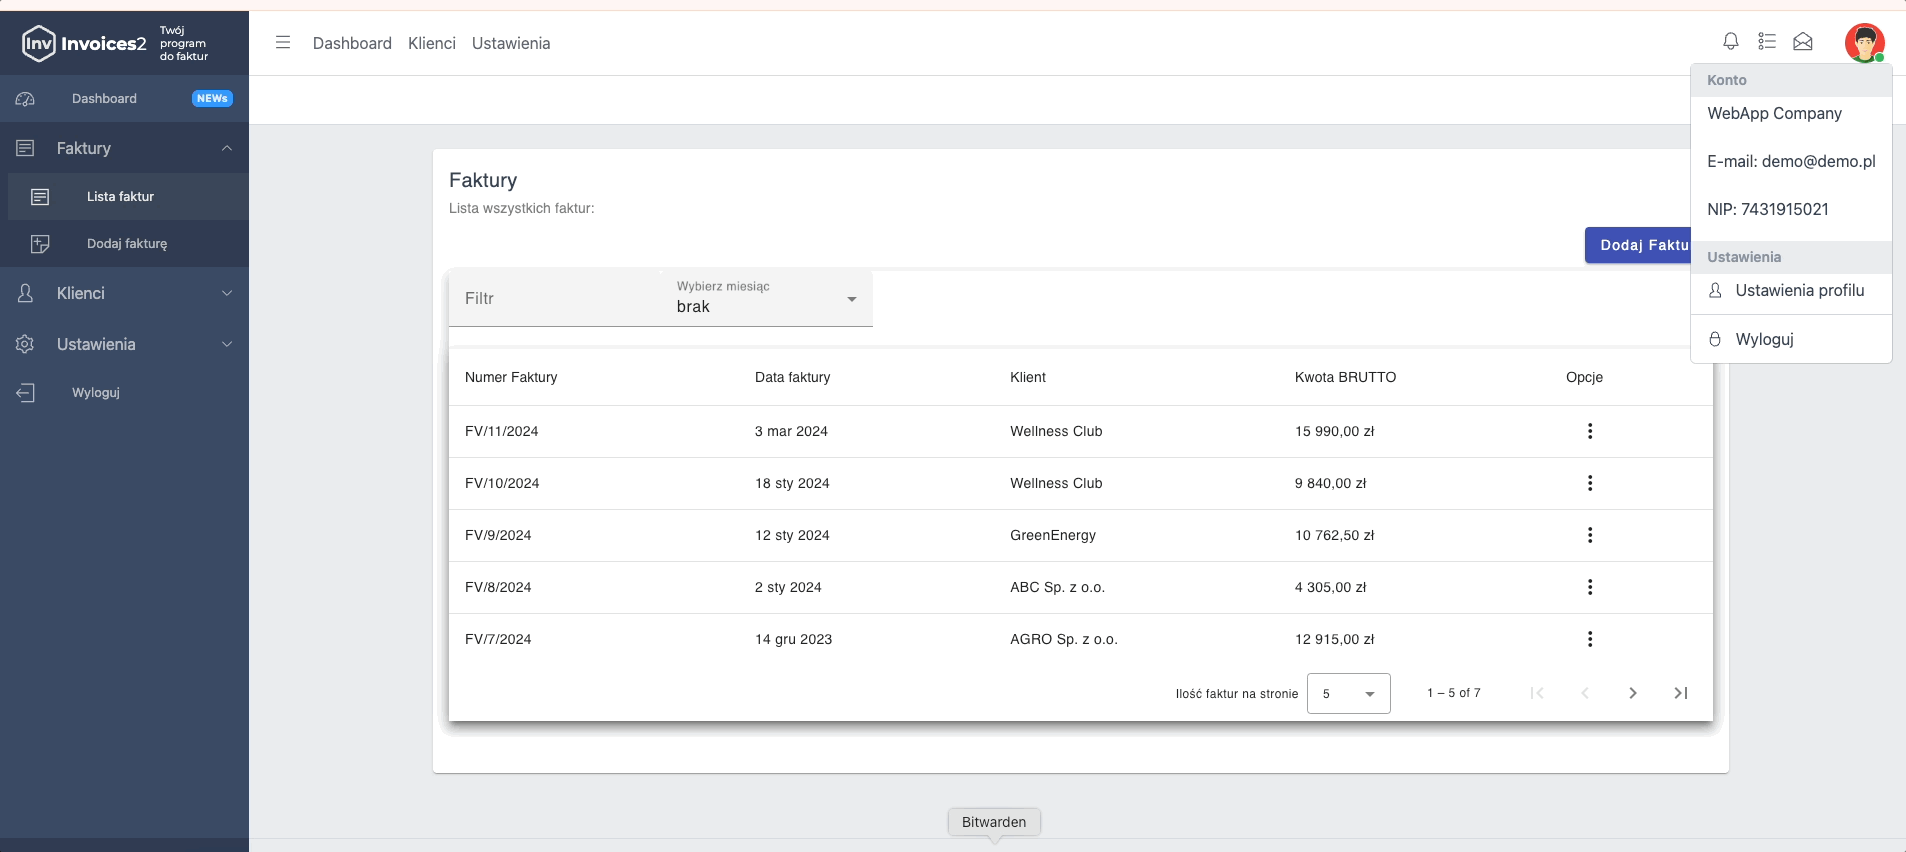 Inv Invoices2
Twój
program
do faktur
Dashboard NEWs
Faktury
Lista faktur
Dodaj fakturę
Klienci
Ustawienia
Wyloguj
Dashboard Klienci Ustawienia
Konto
WebApp Company
E-mail: demo@demo.pl
NIP: 7431915021
Ustawienia
Ustawienia profilu
Wyloguj
Faktury
Lista wszystkich faktur:
Dodaj Faktu
Filtr
Wybierz miesiąc
brak
Numer Faktury Data faktury Klient Kwota BRUTTO Opcje
FV/11/2024 3 mar 2024 Wellness Club 15 990,00 zł
FV/10/2024 18 sty 2024 Wellness Club 9 840,00 zł
FV/9/2024 12 sty 2024 GreenEnergy 10 762,50 zł
FV/8/2024 2 sty 2024 ABC Sp. z o.o. 4 305,00 zł
FV/7/2024 14 gru 2023 AGRO Sp. z o.o. 12 915,00 zł
Ilość faktur na stronie 5 1 – 5 of 7
Bitwarden